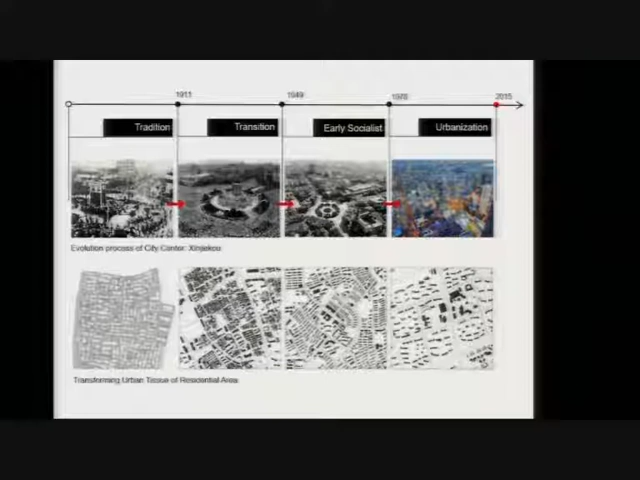 1911 1949 1978 2015
Tradition Transition Early Socialist Urbanization
Evolution process of City Center: Xinjiekou
Transforming Urban Tissue of Residential Area